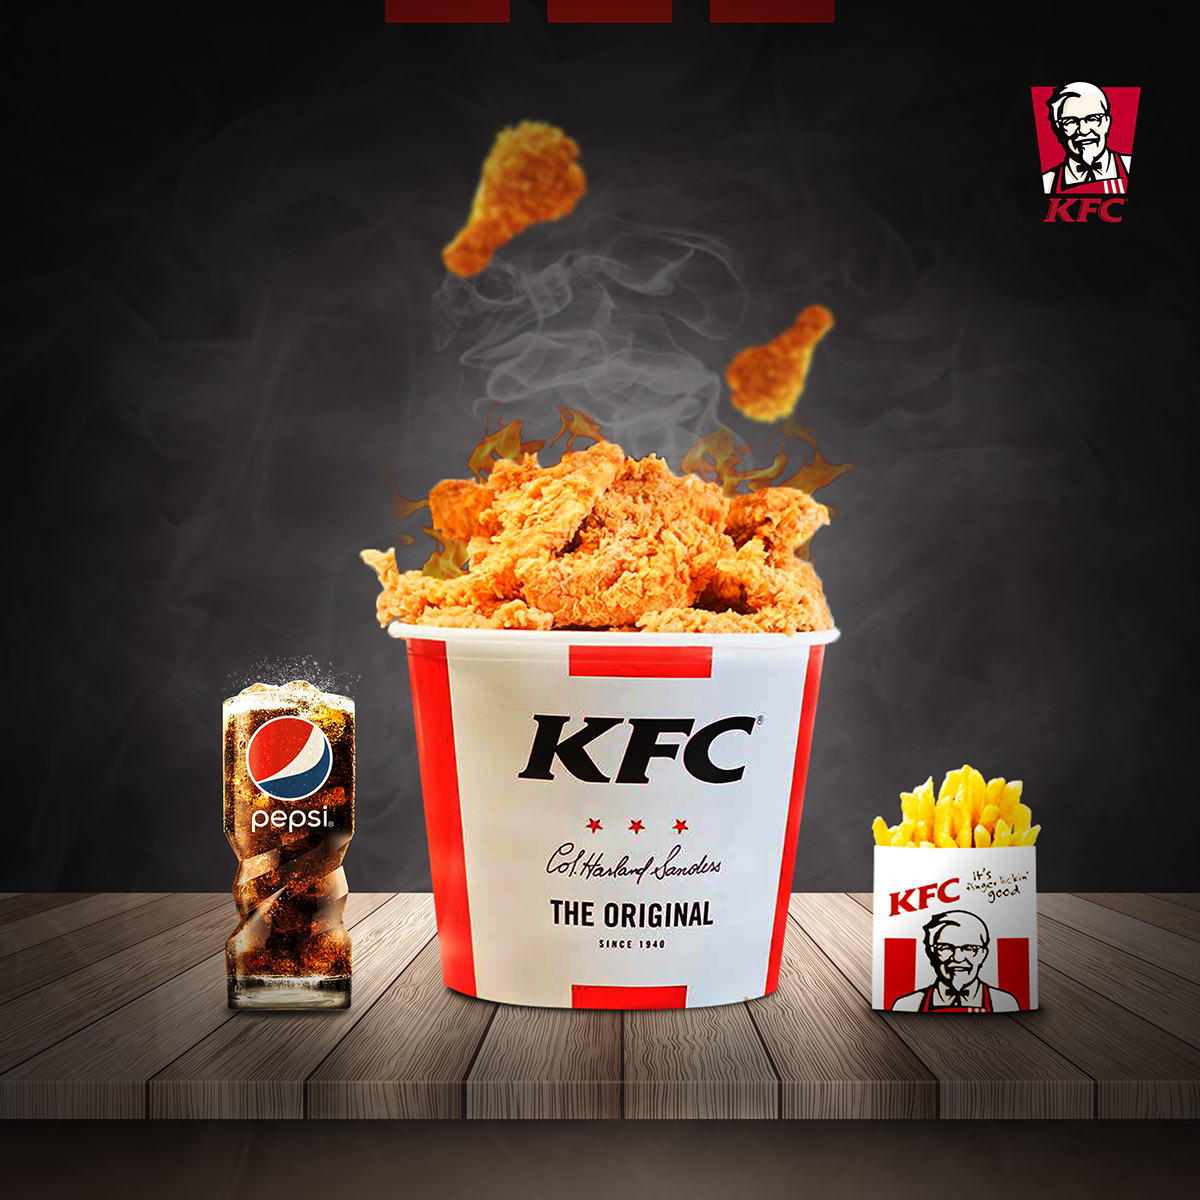 KFC
KFC®
Col. Harland Sanders
THE ORIGINAL
SINCE 1940
pepsi®
KFC
It's
finger lickin'
good